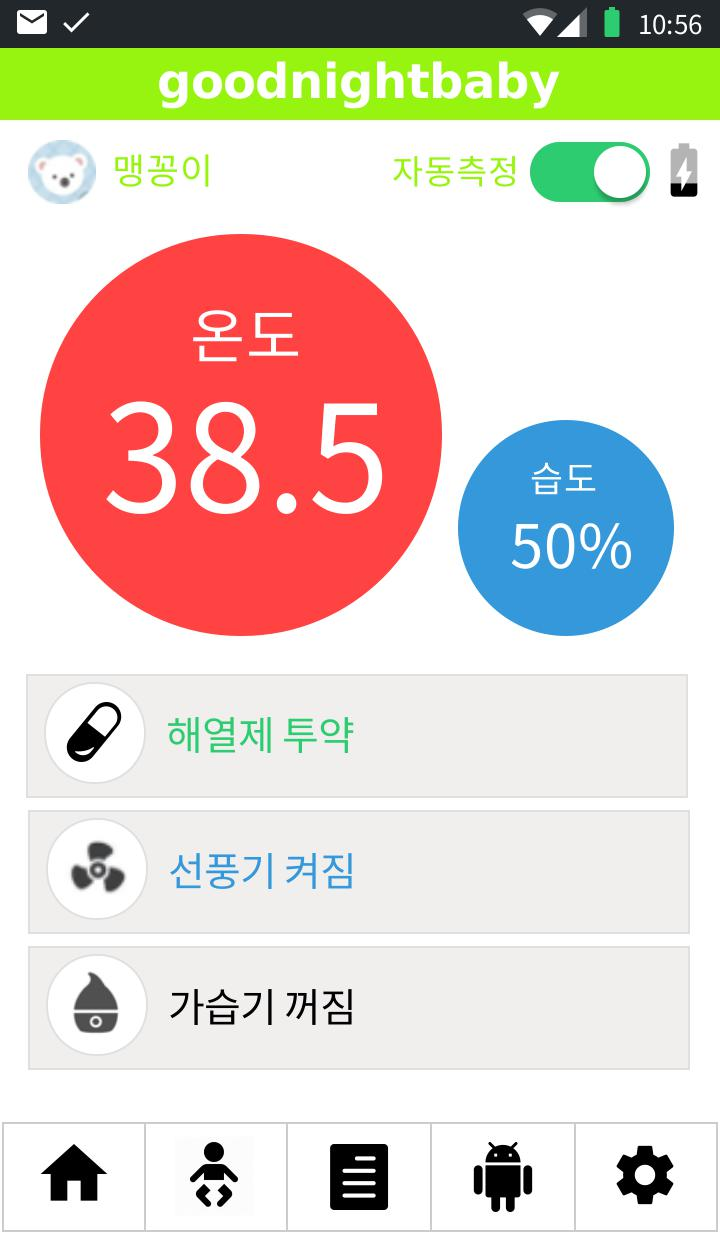 10:56
goodnightbaby
맹꽁이
자동측정
온도
38.5
습도
50%
해열제 투약
선풍기 켜짐
가습기 꺼짐